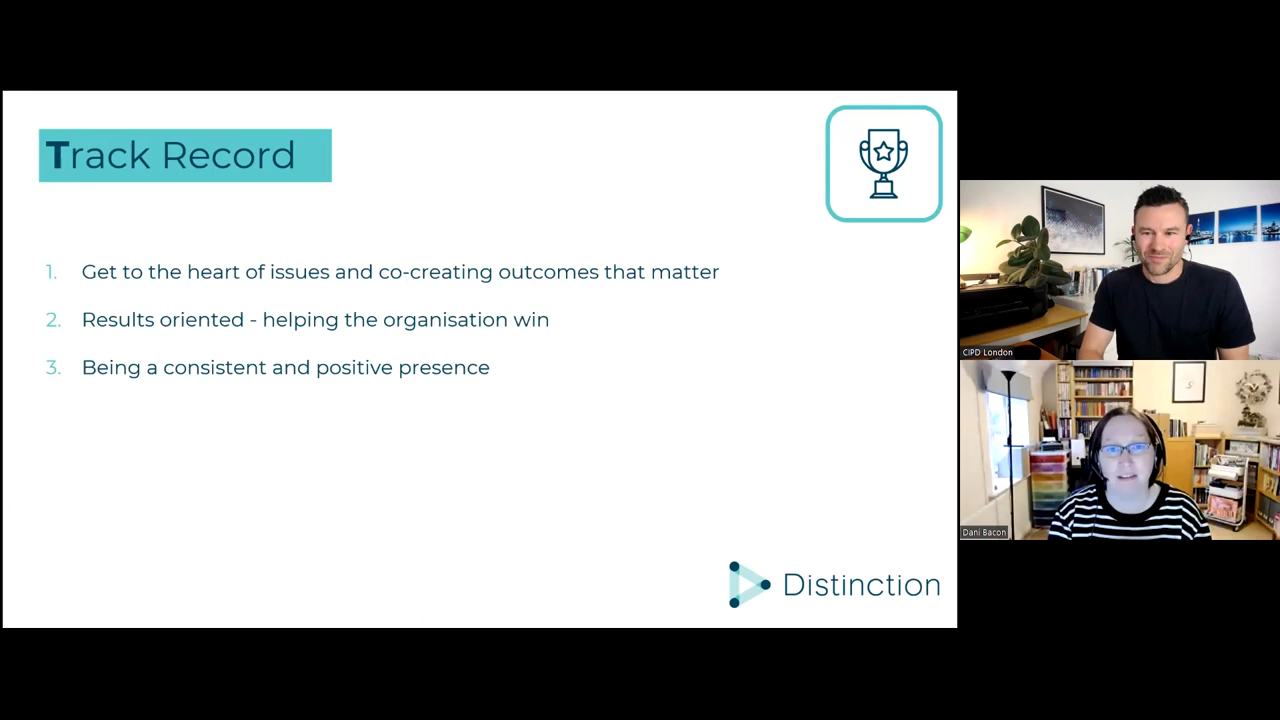 Track Record
1. Get to the heart of issues and co-creating outcomes that matter
2. Results oriented - helping the organisation win
3. Being a consistent and positive presence
Distinction
CIPD London
Dani Bacon